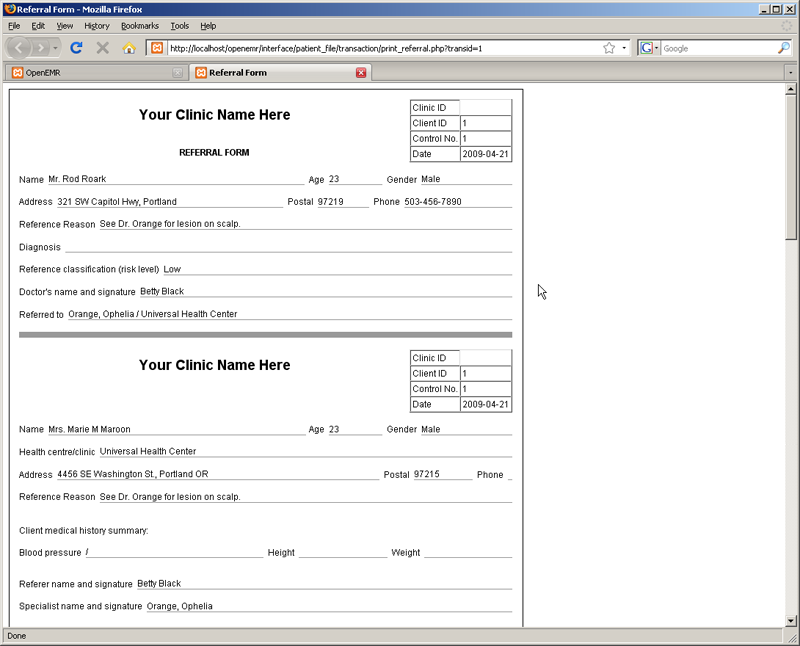 Referral Form - Mozilla Firefox
File Edit View History Bookmarks Tools Help
http://localhost/openemr/interface/patient_file/transaction/print_referral.php?transid=1
Google
OpenEMR
Referral Form
Your Clinic Name Here
REFERRAL FORM
Clinic ID
Client ID 1
Control No. 1
Date 2009-04-21
Name Mr. Rod Roark Age 23 Gender Male
Address 321 SW Capitol Hwy, Portland Postal 97219 Phone 503-456-7890
Reference Reason See Dr. Orange for lesion on scalp.
Diagnosis
Reference classification (risk level) Low
Doctor's name and signature Betty Black
Referred to Orange, Ophelia / Universal Health Center
Your Clinic Name Here
Clinic ID
Client ID 1
Control No. 1
Date 2009-04-21
Name Mrs. Marie M Maroon Age 23 Gender Male
Health centre/clinic Universal Health Center
Address 4456 SE Washington St., Portland OR Postal 97215 Phone
Reference Reason See Dr. Orange for lesion on scalp.
Client medical history summary:
Blood pressure / Height Weight
Referer name and signature Betty Black
Specialist name and signature Orange, Ophelia
Done